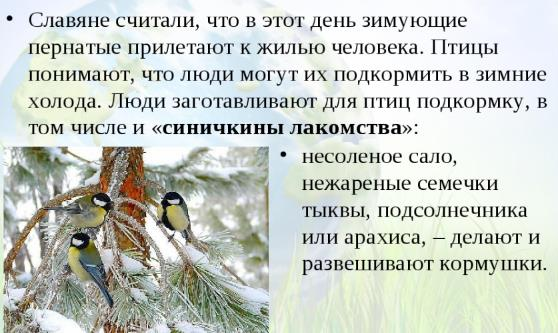 • Славяне считали, что в этот день зимующие
пернатые прилетают к жилью человека. Птицы
понимают, что люди могут их подкормить в зимние
холода. Люди заготавливают для птиц подкормку, в
том числе и «синичкины лакомства»:
• несоленое сало,
нежареные семечки
тыквы, подсолнечника
или арахиса, – делают и
развешивают кормушки.